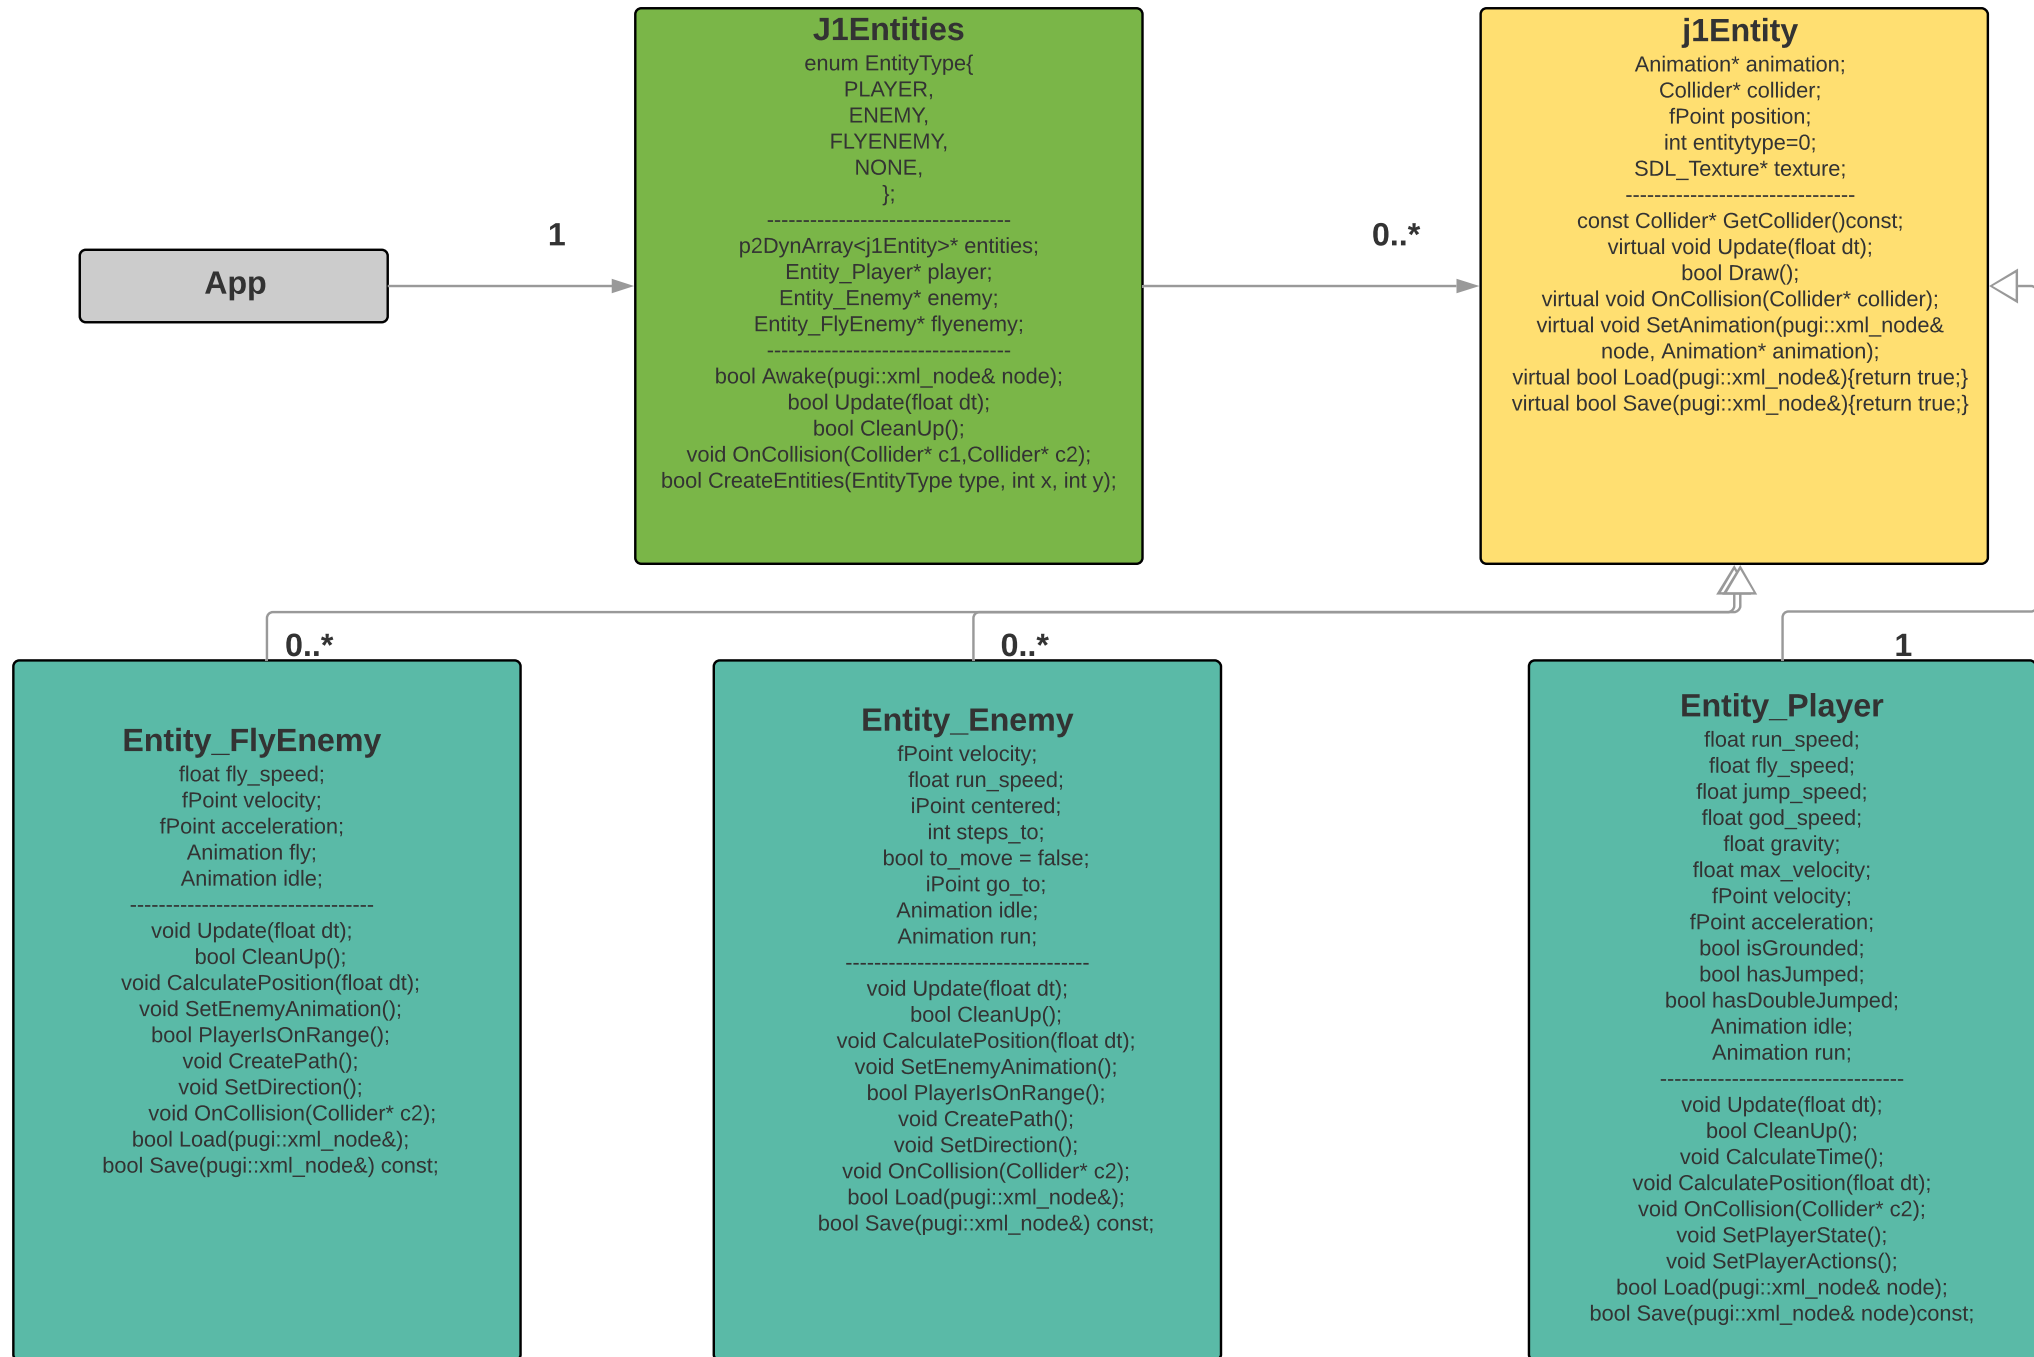 J1Entities
enum EntityType{
PLAYER,
ENEMY,
FLYENEMY,
NONE,
};
----------------------------------
p2DynArray<j1Entity>* entities;
Entity_Player* player;
Entity_Enemy* enemy;
Entity_FlyEnemy* flyenemy;
----------------------------------
bool Awake(pugi::xml_node& node);
bool Update(float dt);
bool CleanUp();
void OnCollision(Collider* c1,Collider* c2);
bool CreateEntities(EntityType type, int x, int y);
j1Entity
Animation* animation;
Collider* collider;
fPoint position;
int entitytype=0;
SDL_Texture* texture;
--------------------------------
const Collider* GetCollider()const;
virtual void Update(float dt);
bool Draw();
virtual void OnCollision(Collider* collider);
virtual void SetAnimation(pugi::xml_node&
node, Animation* animation);
virtual bool Load(pugi::xml_node&){return true;}
virtual bool Save(pugi::xml_node&){return true;}
App
1
0..*
0..*
0..*
1
Entity_FlyEnemy
float fly_speed;
fPoint velocity;
fPoint acceleration;
Animation fly;
Animation idle;
----------------------------------
void Update(float dt);
bool CleanUp();
void CalculatePosition(float dt);
void SetEnemyAnimation();
bool PlayerIsOnRange();
void CreatePath();
void SetDirection();
void OnCollision(Collider* c2);
bool Load(pugi::xml_node&);
bool Save(pugi::xml_node&) const;
Entity_Enemy
fPoint velocity;
float run_speed;
iPoint centered;
int steps_to;
bool to_move = false;
iPoint go_to;
Animation idle;
Animation run;
----------------------------------
void Update(float dt);
bool CleanUp();
void CalculatePosition(float dt);
void SetEnemyAnimation();
bool PlayerIsOnRange();
void CreatePath();
void SetDirection();
void OnCollision(Collider* c2);
bool Load(pugi::xml_node&);
bool Save(pugi::xml_node&) const;
Entity_Player
float run_speed;
float fly_speed;
float jump_speed;
float god_speed;
float gravity;
float max_velocity;
fPoint velocity;
fPoint acceleration;
bool isGrounded;
bool hasJumped;
bool hasDoubleJumped;
Animation idle;
Animation run;
----------------------------------
void Update(float dt);
bool CleanUp();
void CalculateTime();
void CalculatePosition(float dt);
void OnCollision(Collider* c2);
void SetPlayerState();
void SetPlayerActions();
bool Load(pugi::xml_node& node);
bool Save(pugi::xml_node& node)const;